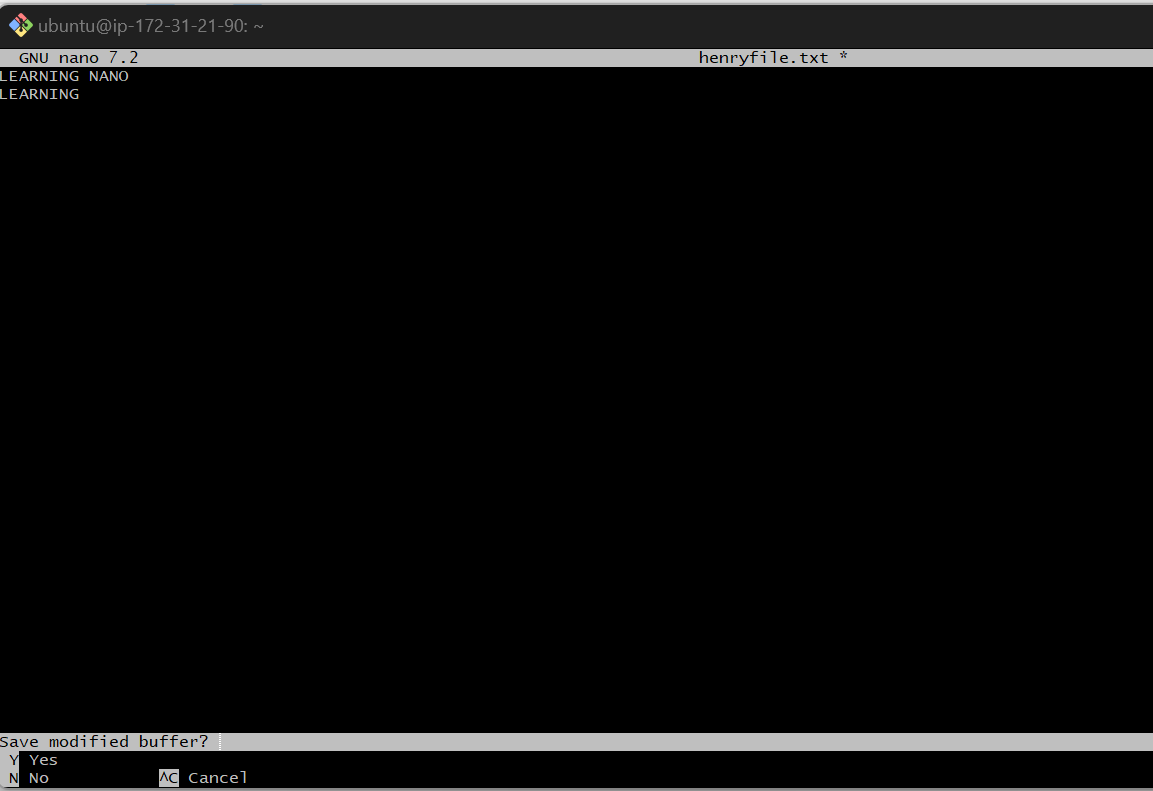 ubuntu@ip-172-31-21-90: ~
GNU nano 7.2 henryfile.txt *
LEARNING NANO
LEARNING
Save modified buffer?
Y Yes
N No ^C Cancel